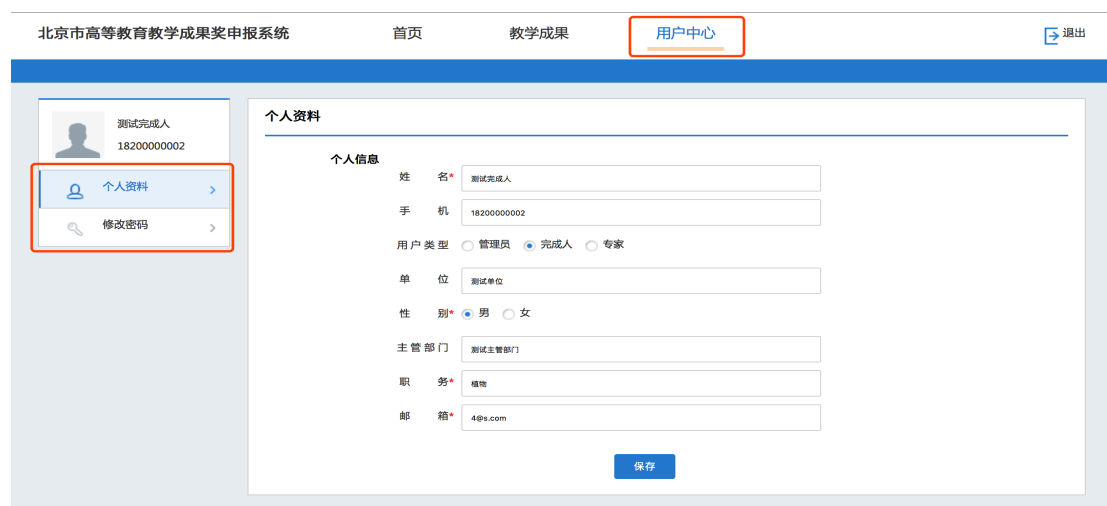 北京市高等教育教学成果奖申报系统 首页 教学成果 用户中心 退出
测试完成人
18200000002
个人资料
修改密码
个人资料
个人信息
姓 名* 测试完成人
手 机 18200000002
用户类型 管理员 完成人 专家
单 位 测试单位
性 别* 男 女
主管部门 测试主管部门
职 务* 植物
邮 箱* 4@s.com
保存